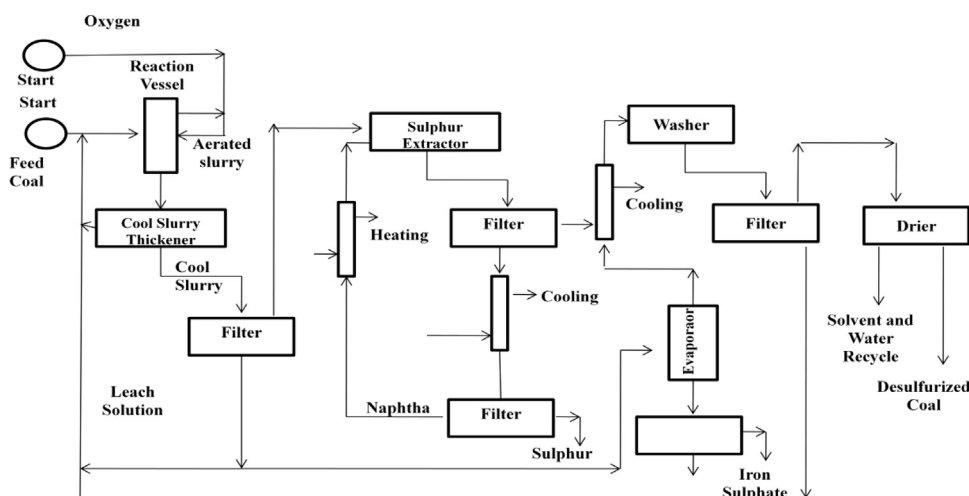 Oxygen
Start
Start
Feed
Coal
Reaction
Vessel
Aerated
slurry
Cool Slurry
Thickener
Cool
Slurry
Filter
Leach
Solution
Sulphur
Extractor
Heating
Filter
Cooling
Naphtha
Filter
Sulphur
Washer
Cooling
Evaporaor
Iron
Sulphate
Filter
Drier
Solvent and
Water
Recycle
Desulfurized
Coal